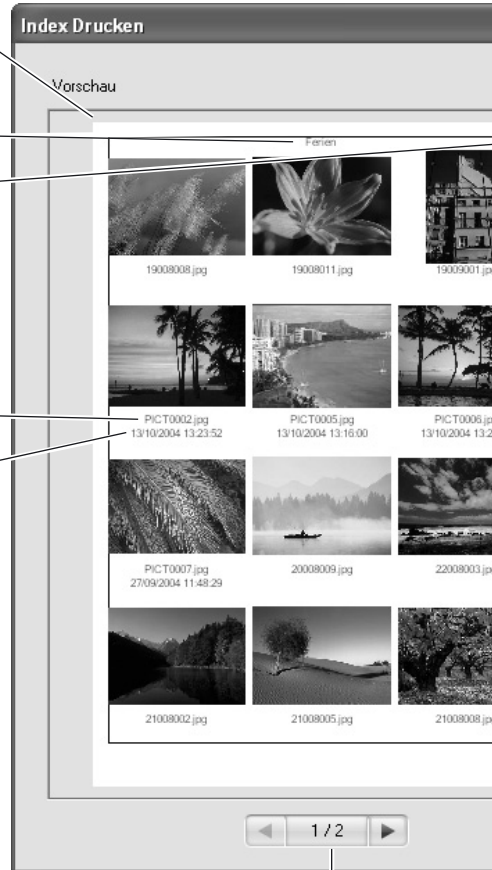 Index Drucken
Vorschau
Ferien
19008008.jpg
19008011.jpg
PICT0002.jpg
13/10/2004 13:23:52
PICT0005.jpg
13/10/2004 13:16:00
PICT0007.jpg
27/09/2004 11:48:29
20008009.jpg
21008002.jpg
21008005.jpg
1 / 2